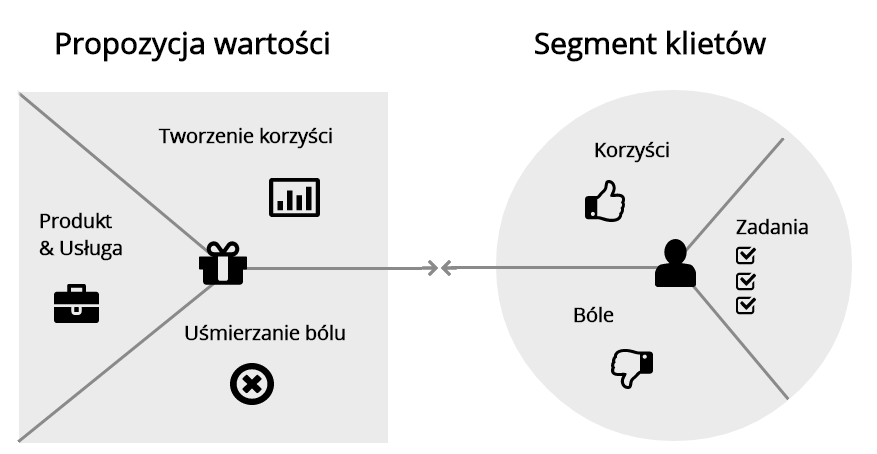 Propozycja wartości
Segment klietów
Tworzenie korzyści
Produkt
& Usługa
Uśmierzanie bólu
Korzyści
Zadania
Bóle